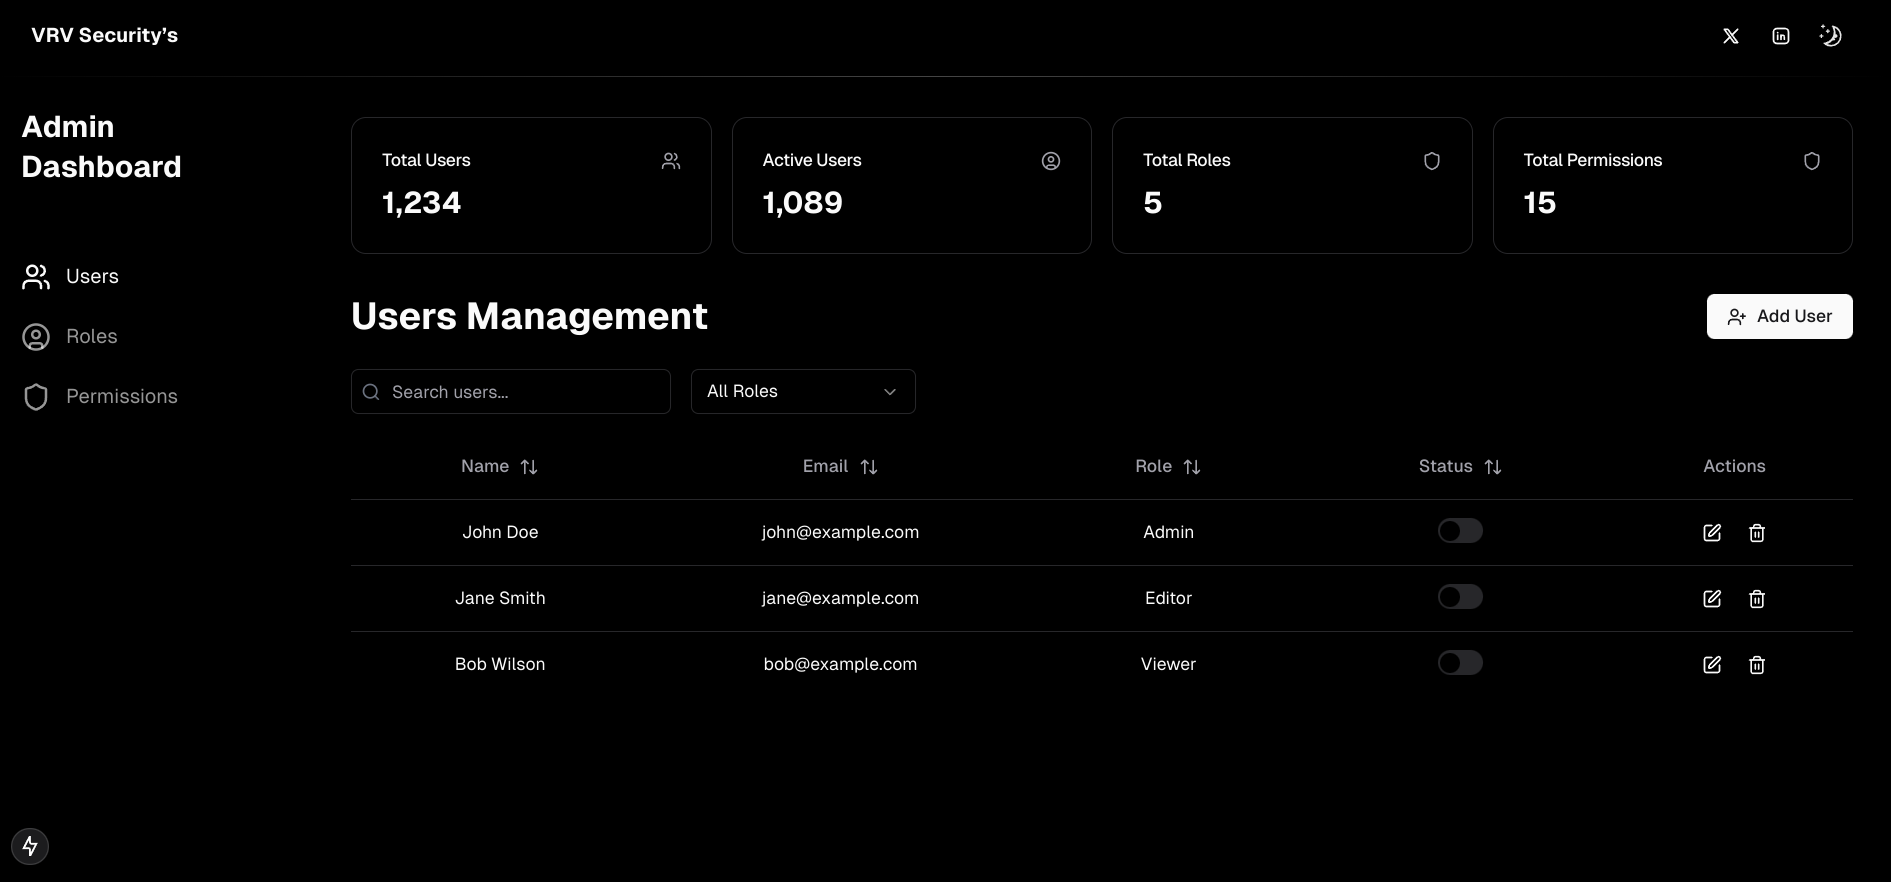 VRV Security’s
Admin
Dashboard
Users
Roles
Permissions
Total Users
1,234
Active Users
1,089
Total Roles
5
Total Permissions
15
Users Management
Add User
Search users...
All Roles
Name Email Role Status Actions
John Doe john@example.com Admin
Jane Smith jane@example.com Editor
Bob Wilson bob@example.com Viewer